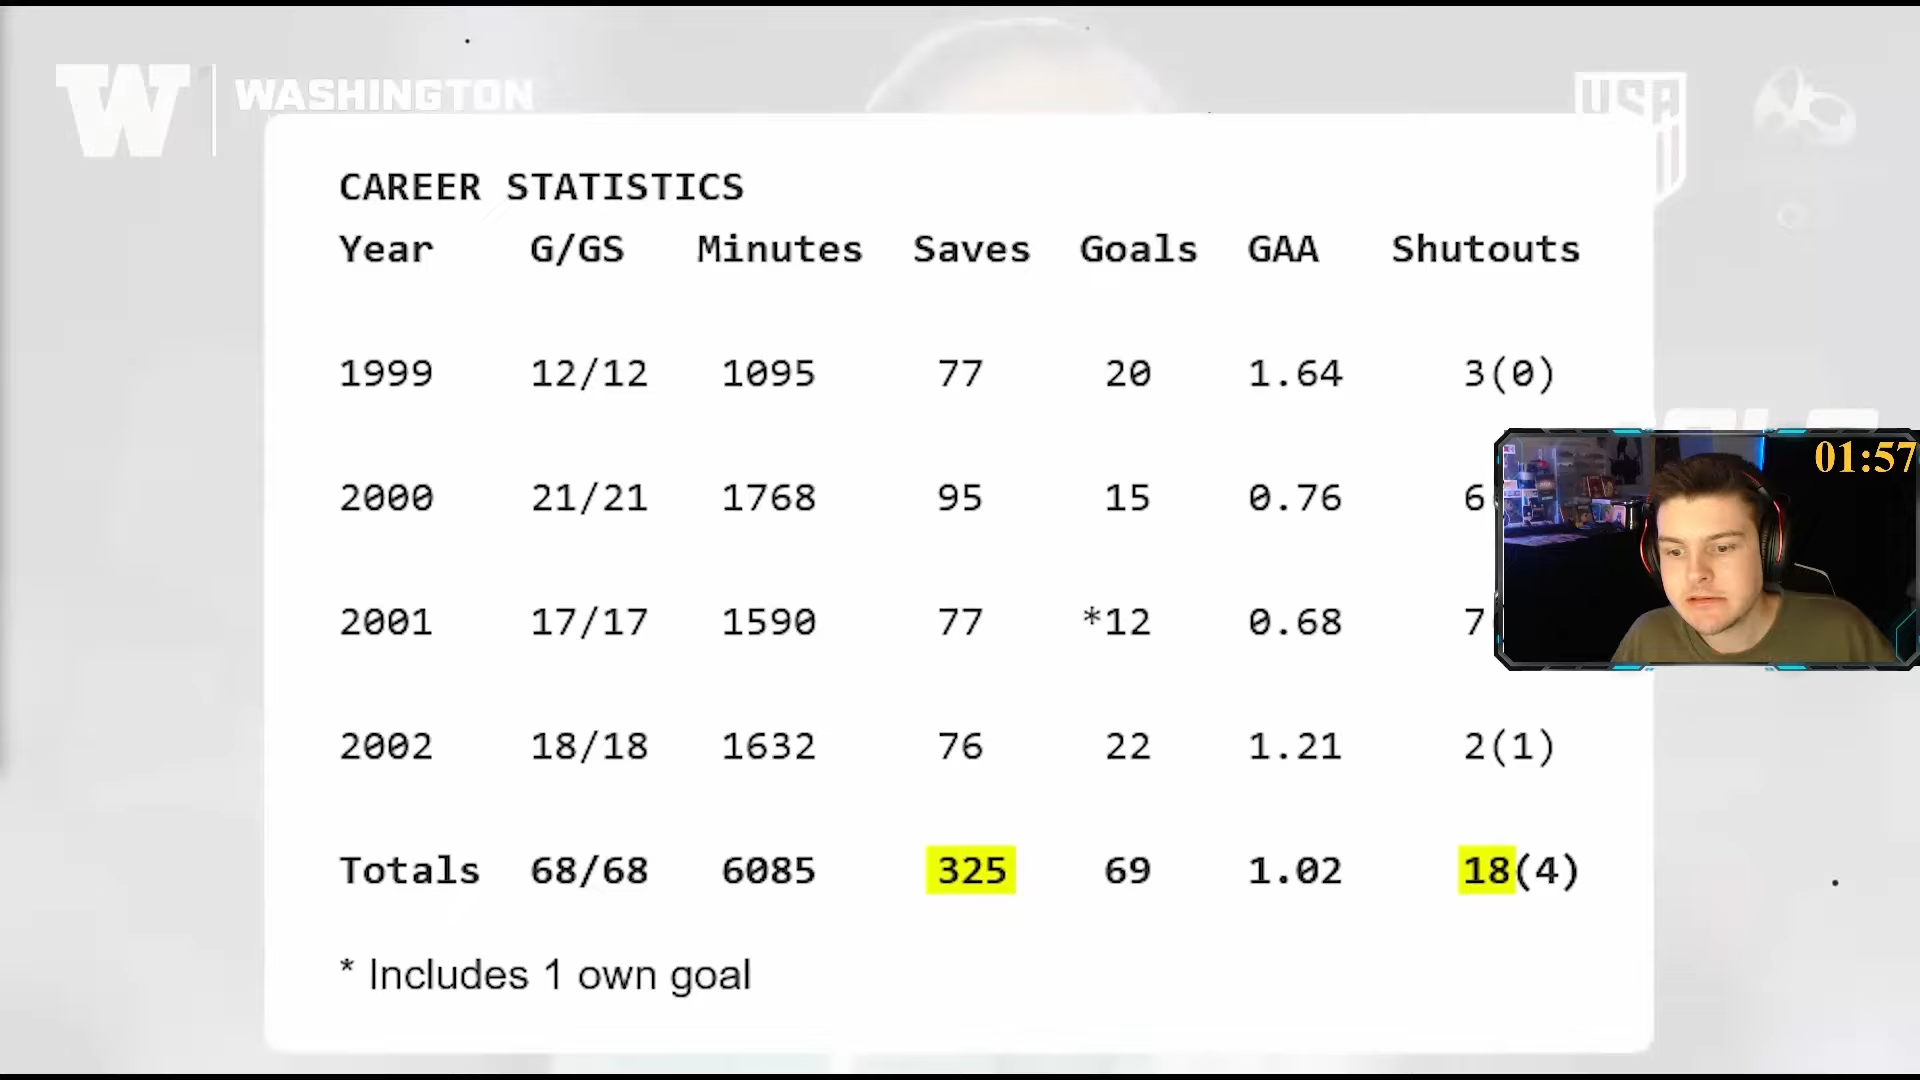 W WASHINGTON
USA
CAREER STATISTICS
Year G/GS Minutes Saves Goals GAA Shutouts
1999 12/12 1095 77 20 1.64 3(0)
01:57
2000 21/21 1768 95 15 0.76 6
2001 17/17 1590 77 *12 0.68 7
2002 18/18 1632 76 22 1.21 2(1)
Totals 68/68 6085 325 69 1.02 18(4)
* Includes 1 own goal